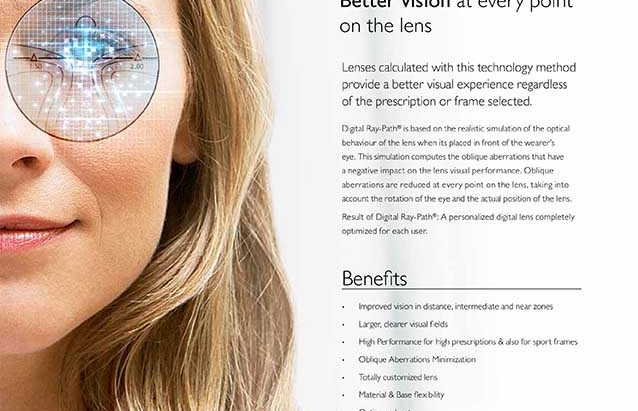 Better Vision at every point
on the lens
1.50 2.00
Lenses calculated with this technology method
provide a better visual experience regardless
of the prescription or frame selected.
Digital Ray-Path® is based on the realistic simulation of the optical
behaviour of the lens when its placed in front of the wearer's
eye. This simulation computes the oblique aberrations that have
a negative impact on the lens visual performance. Oblique
aberrations are reduced at every point on the lens, taking into
account the rotation of the eye and the actual position of the lens.
Result of Digital Ray-Path®: A personalized digital lens completely
optimized for each user.
Benefits
• Improved vision in distance, intermediate and near zones
• Larger, clearer visual fields
• High Performance for high prescriptions & also for sport frames
• Oblique Aberrations Minimization
• Totally customized lens
• Material & Base flexibility